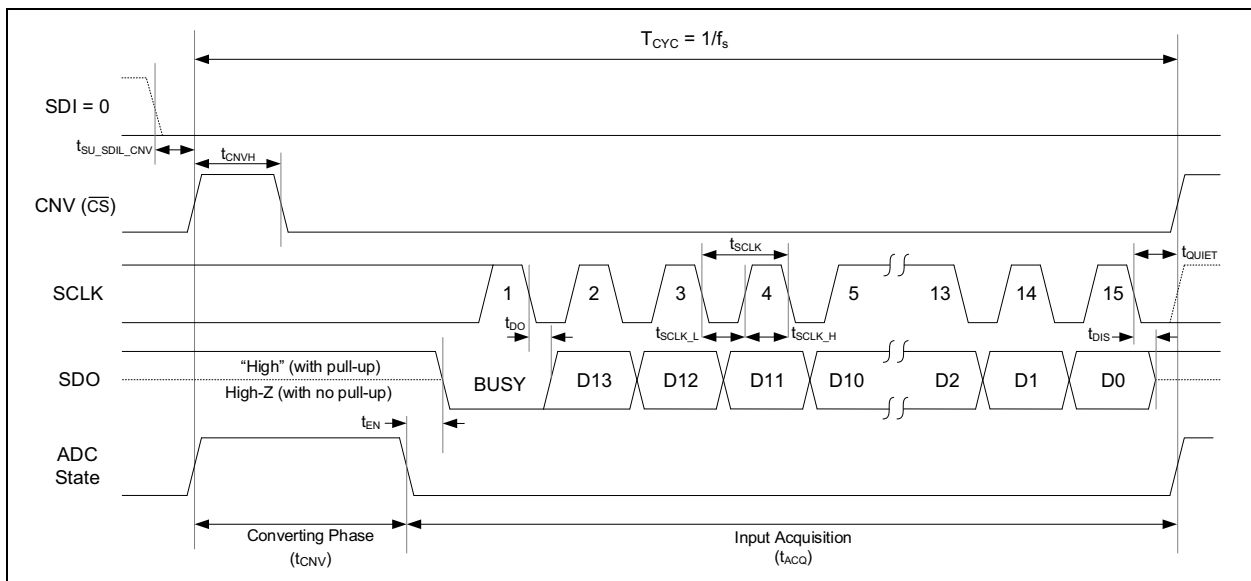 T_CYC = 1/f_s
SDI = 0
t_SU_SDIL_CNV
t_CNVH
CNV (C̅S̅)
t_SCLK
t_QUIET
SCLK
1 2 3 4 5 13 14 15
t_DO
t_SCLK_L
t_SCLK_H
t_DIS
SDO
“High” (with pull-up)
High-Z (with no pull-up)
BUSY D13 D12 D11 D10 D2 D1 D0
t_EN
ADC
State
Converting Phase
(t_CNV)
Input Acquisition
(t_ACQ)